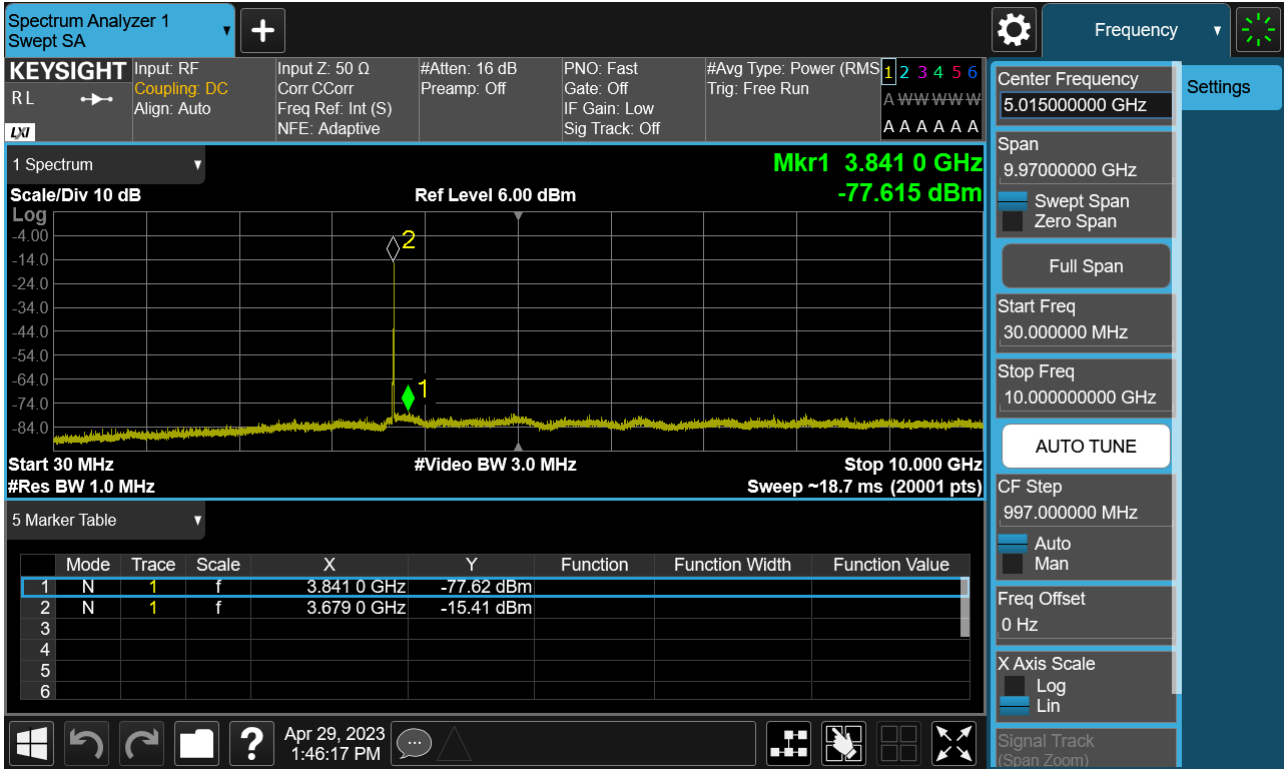 Spectrum Analyzer 1
Swept SA
Frequency
KEYSIGHT
R L
LXI
Input: RF
Coupling: DC
Align: Auto
Input Z: 50 Ω
Corr CCorr
Freq Ref: Int (S)
NFE: Adaptive
#Atten: 16 dB
Preamp: Off
PNO: Fast
Gate: Off
IF Gain: Low
Sig Track: Off
#Avg Type: Power (RMS
Trig: Free Run
1 2 3 4 5 6
A W W W W W
A A A A A A
1 Spectrum
Mkr1 3.841 0 GHz
-77.615 dBm
Scale/Div 10 dB
Ref Level 6.00 dBm
Log
-4.00
-14.0
-24.0
-34.0
-44.0
-54.0
-64.0
-74.0
-84.0
2
1
Start 30 MHz
#Video BW 3.0 MHz
Stop 10.000 GHz
#Res BW 1.0 MHz
Sweep ~18.7 ms (20001 pts)
5 Marker Table
Mode Trace Scale X Y Function Function Width Function Value
1 N 1 f 3.841 0 GHz -77.62 dBm
2 N 1 f 3.679 0 GHz -15.41 dBm
3
4
5
6
?
Apr 29, 2023
1:46:17 PM
Center Frequency
5.015000000 GHz
Settings
Span
9.97000000 GHz
Swept Span
Zero Span
Full Span
Start Freq
30.000000 MHz
Stop Freq
10.000000000 GHz
AUTO TUNE
CF Step
997.000000 MHz
Auto
Man
Freq Offset
0 Hz
X Axis Scale
Log
Lin
Signal Track
(Span Zoom)